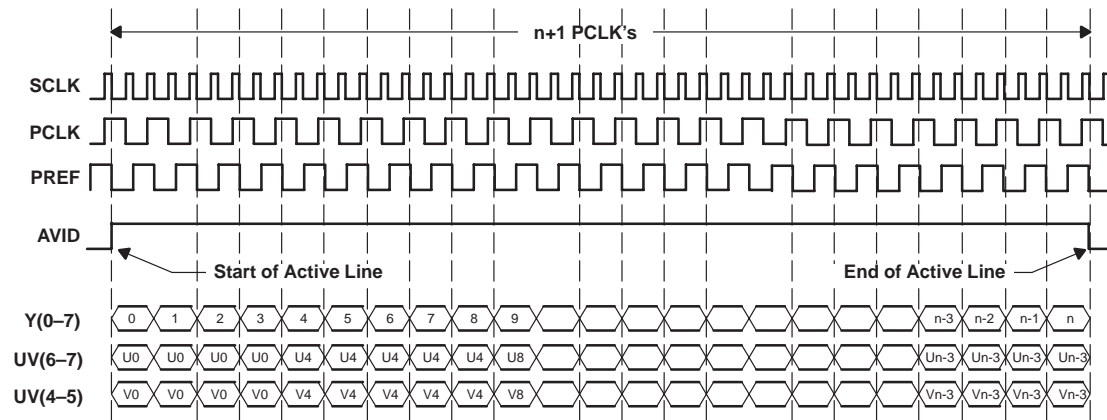 n+1 PCLK's
SCLK
PCLK
PREF
AVID
Start of Active Line End of Active Line
Y(0–7) 0 1 2 3 4 5 6 7 8 9 n-3 n-2 n-1 n
UV(6–7) U0 U0 U0 U0 U4 U4 U4 U4 U4 U8 Un-3 Un-3 Un-3 Un-3
UV(4–5) V0 V0 V0 V0 V4 V4 V4 V4 V4 V8 Vn-3 Vn-3 Vn-3 Vn-3